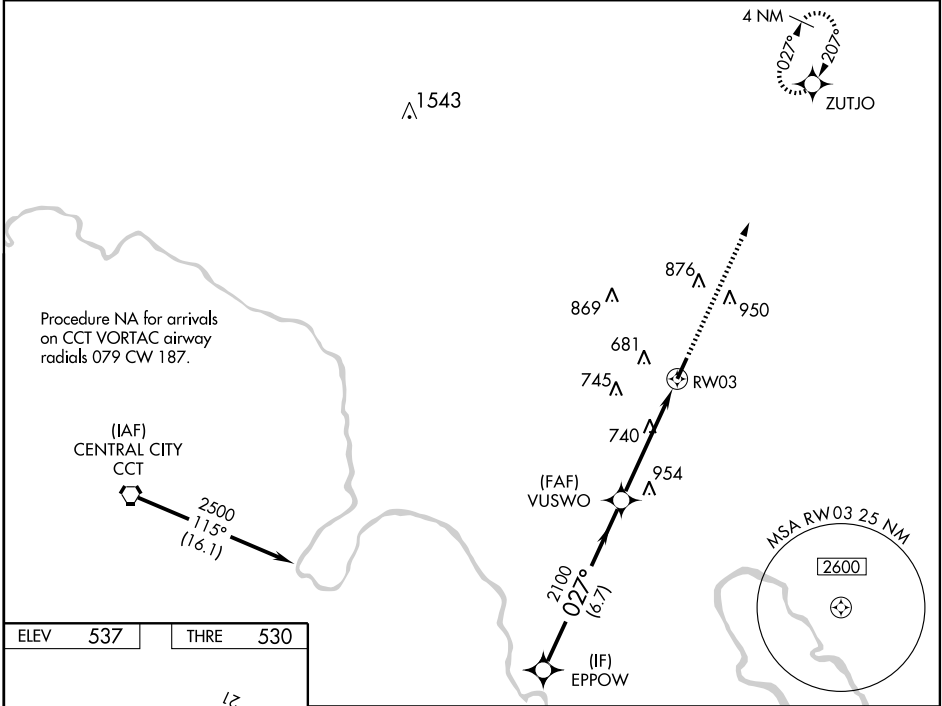 4 NM
027°
207°
ZUTJO
1543
876
869
950
681
745
RW03
740
Procedure NA for arrivals
on CCT VORTAC airway
radials 079 CW 187.
(IAF)
CENTRAL CITY
CCT
2500
115°
(16.1)
(FAF)
VUSWO
954
2100
027°
(6.7)
(IF)
EPPOW
MSA RW03 25 NM
2600
ELEV 537
THRE 530
21